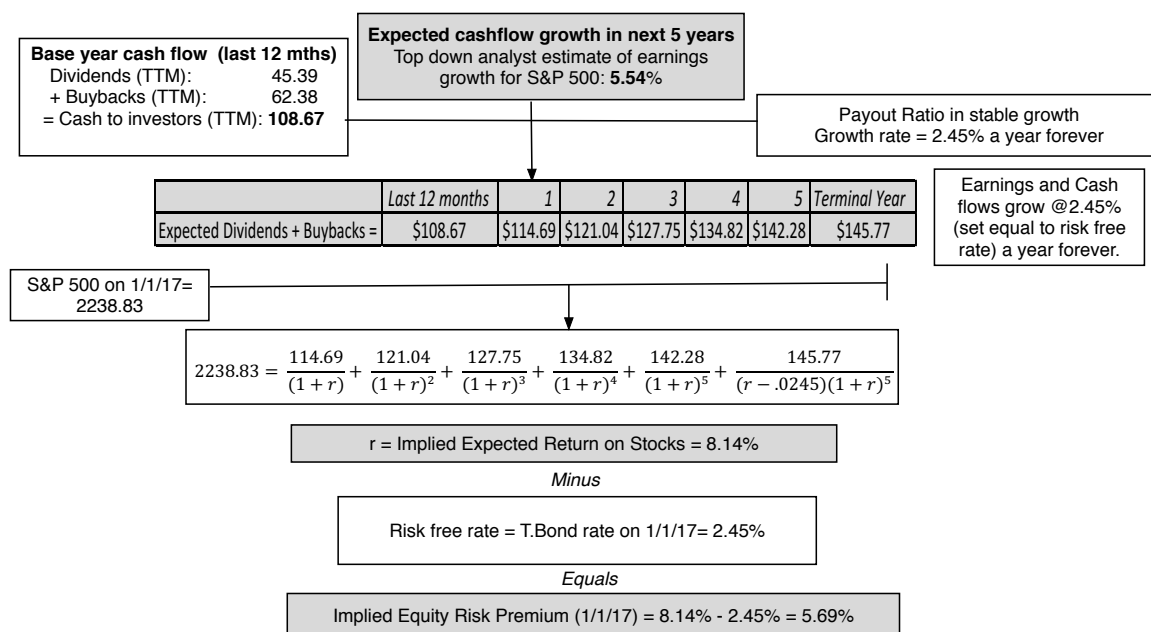 Base year cash flow (last 12 mths)
Dividends (TTM): 45.39
+ Buybacks (TTM): 62.38
= Cash to investors (TTM): 108.67
Expected cashflow growth in next 5 years
Top down analyst estimate of earnings
growth for S&P 500: 5.54%
Payout Ratio in stable growth
Growth rate = 2.45% a year forever
Last 12 months 1 2 3 4 5 Terminal Year
Expected Dividends + Buybacks = $108.67 $114.69 $121.04 $127.75 $134.82 $142.28 $145.77
Earnings and Cash
flows grow @2.45%
(set equal to risk free
rate) a year forever.
S&P 500 on 1/1/17=
2238.83
2238.83 = 114.69/(1 + r) + 121.04/(1 + r)² + 127.75/(1 + r)³ + 134.82/(1 + r)⁴ + 142.28/(1 + r)⁵ + 145.77/(r − .0245)(1 + r)⁵
r = Implied Expected Return on Stocks = 8.14%
Minus
Risk free rate = T.Bond rate on 1/1/17= 2.45%
Equals
Implied Equity Risk Premium (1/1/17) = 8.14% - 2.45% = 5.69%